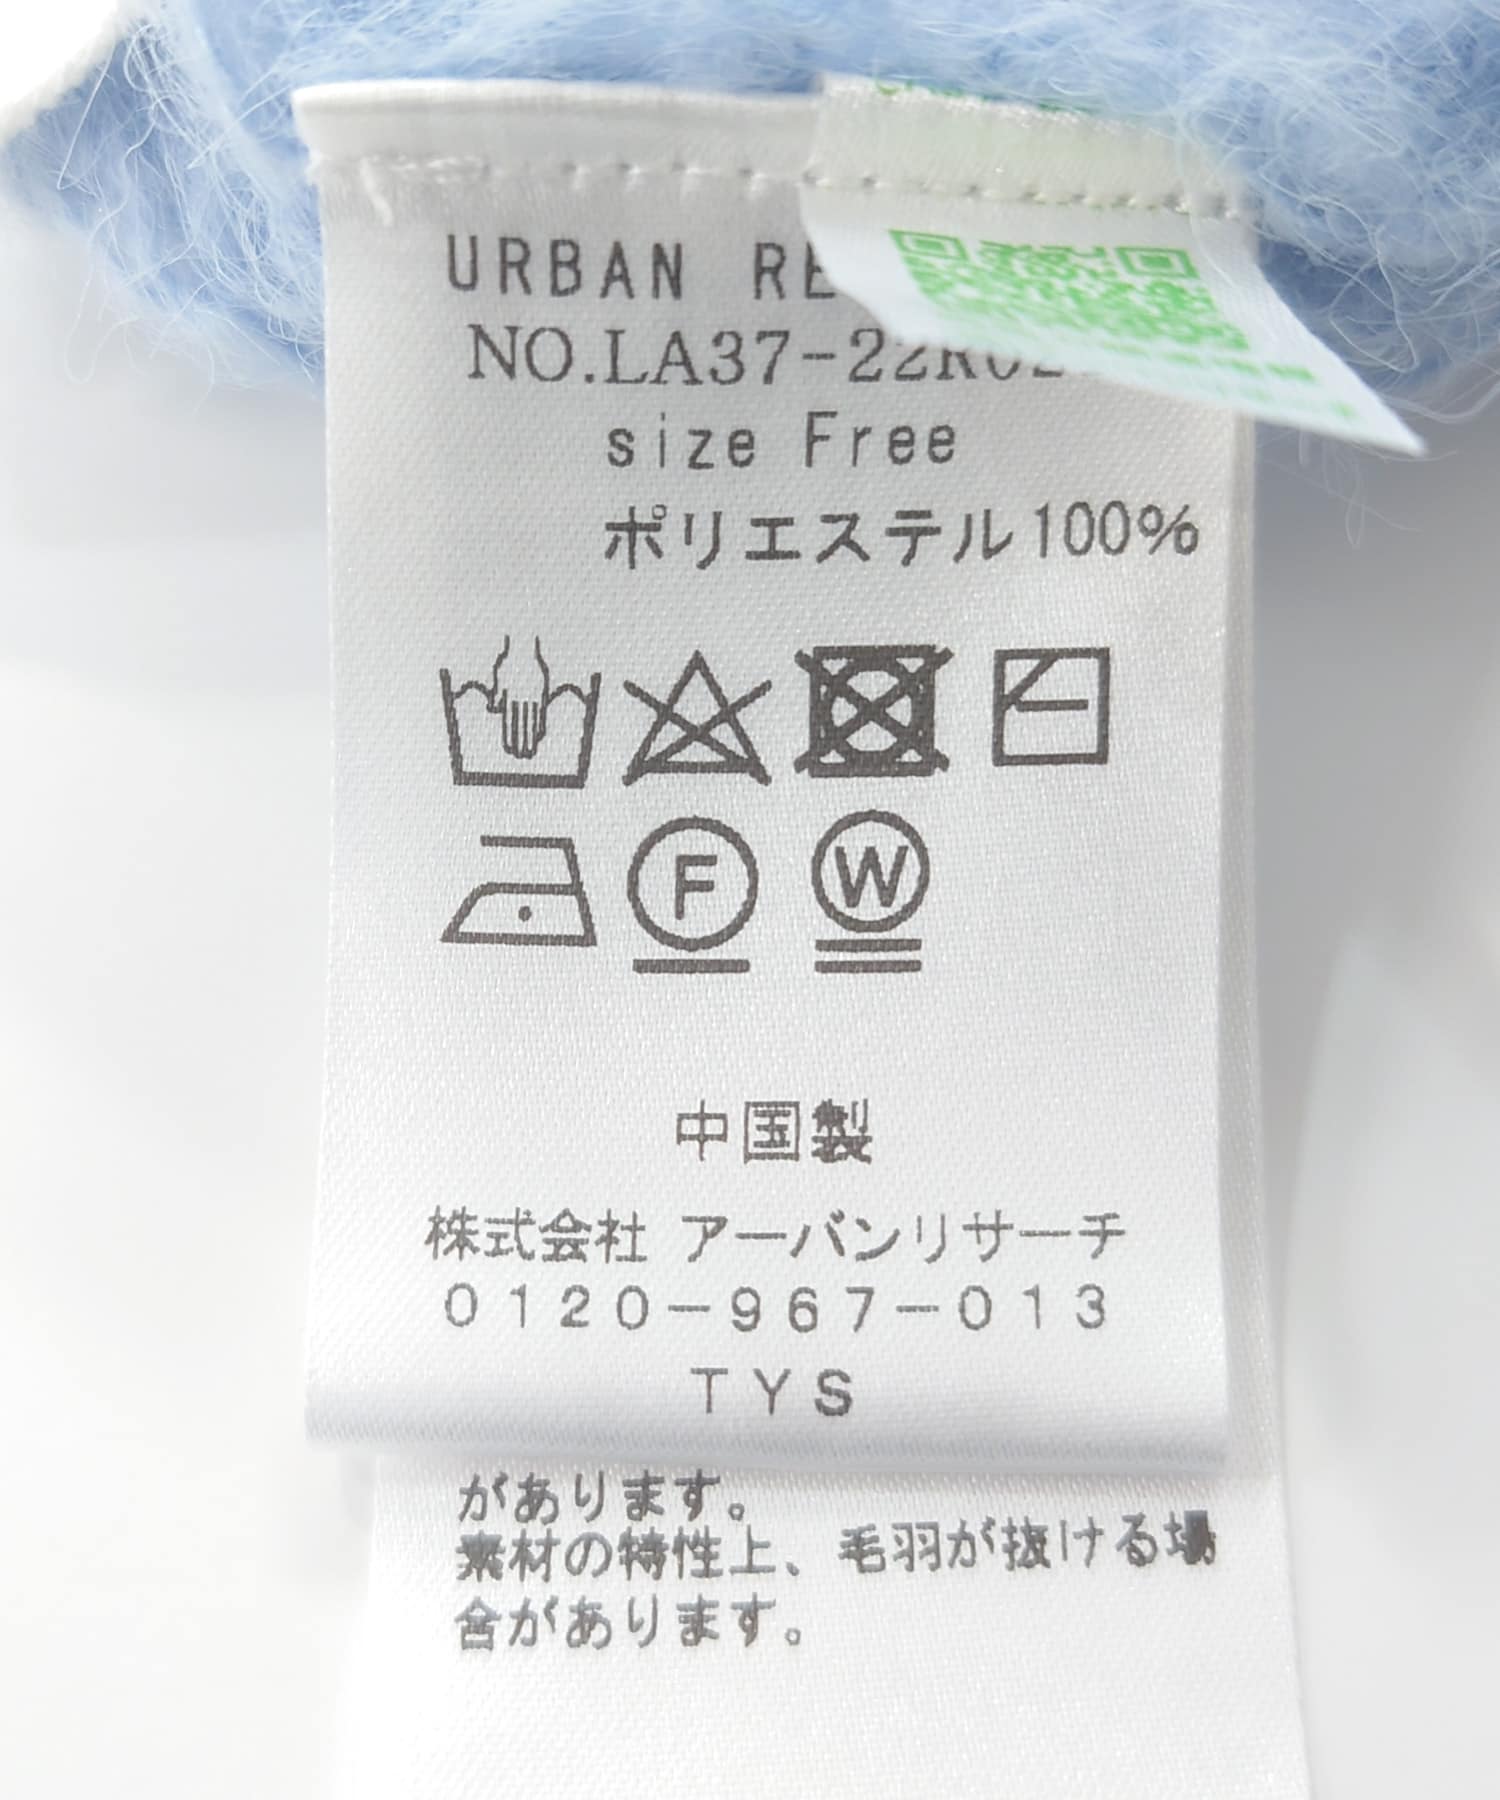 URBAN
NO.LA37-22
size Free
ポリエステル100%
F
W
中国製
株式会社 アーバンリサーチ
0120-967-013
TYS
があります。
素材の特性上、毛羽が抜ける場
合があります。